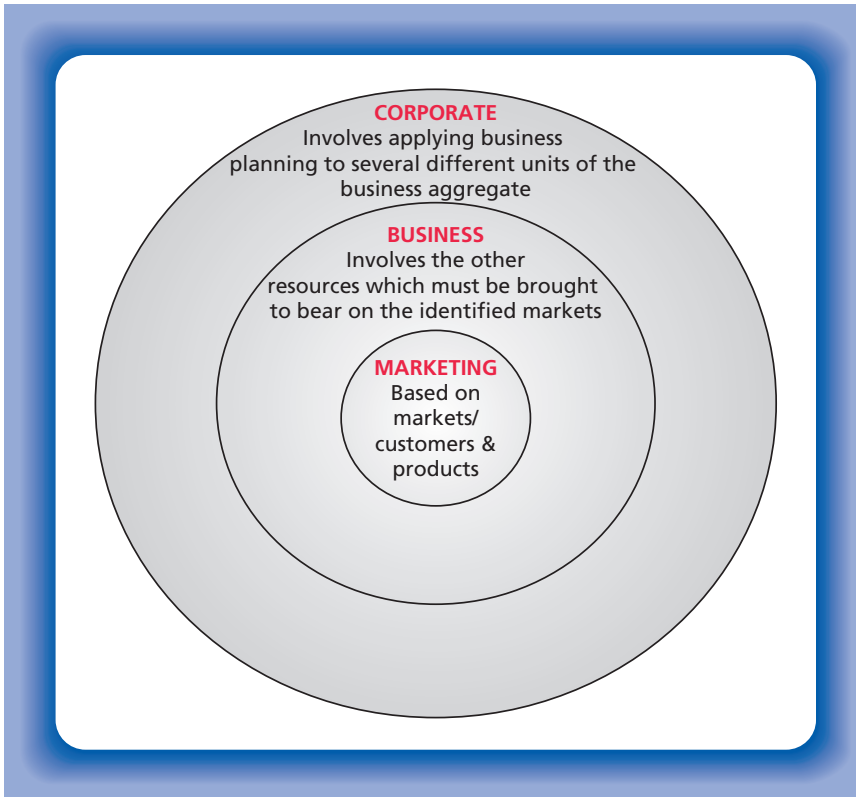 CORPORATE
Involves applying business
planning to several different units of the
business aggregate
BUSINESS
Involves the other
resources which must be brought
to bear on the identified markets
MARKETING
Based on
markets/
customers &
products